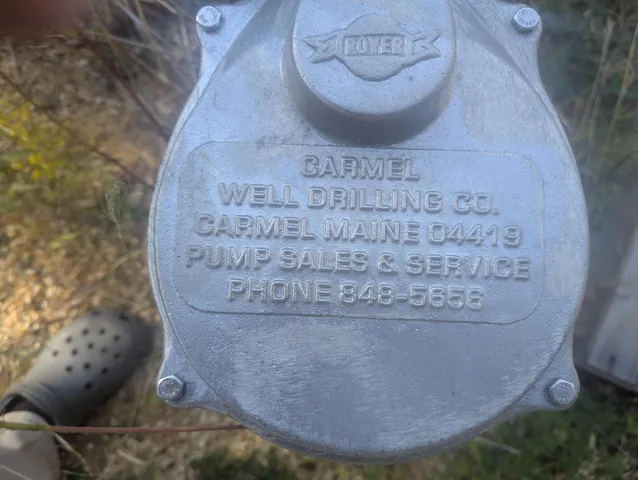 ROYER
CARMEL
WELL DRILLING CO.
CARMEL MAINE 04419
PUMP SALES & SERVICE
PHONE 848-5656